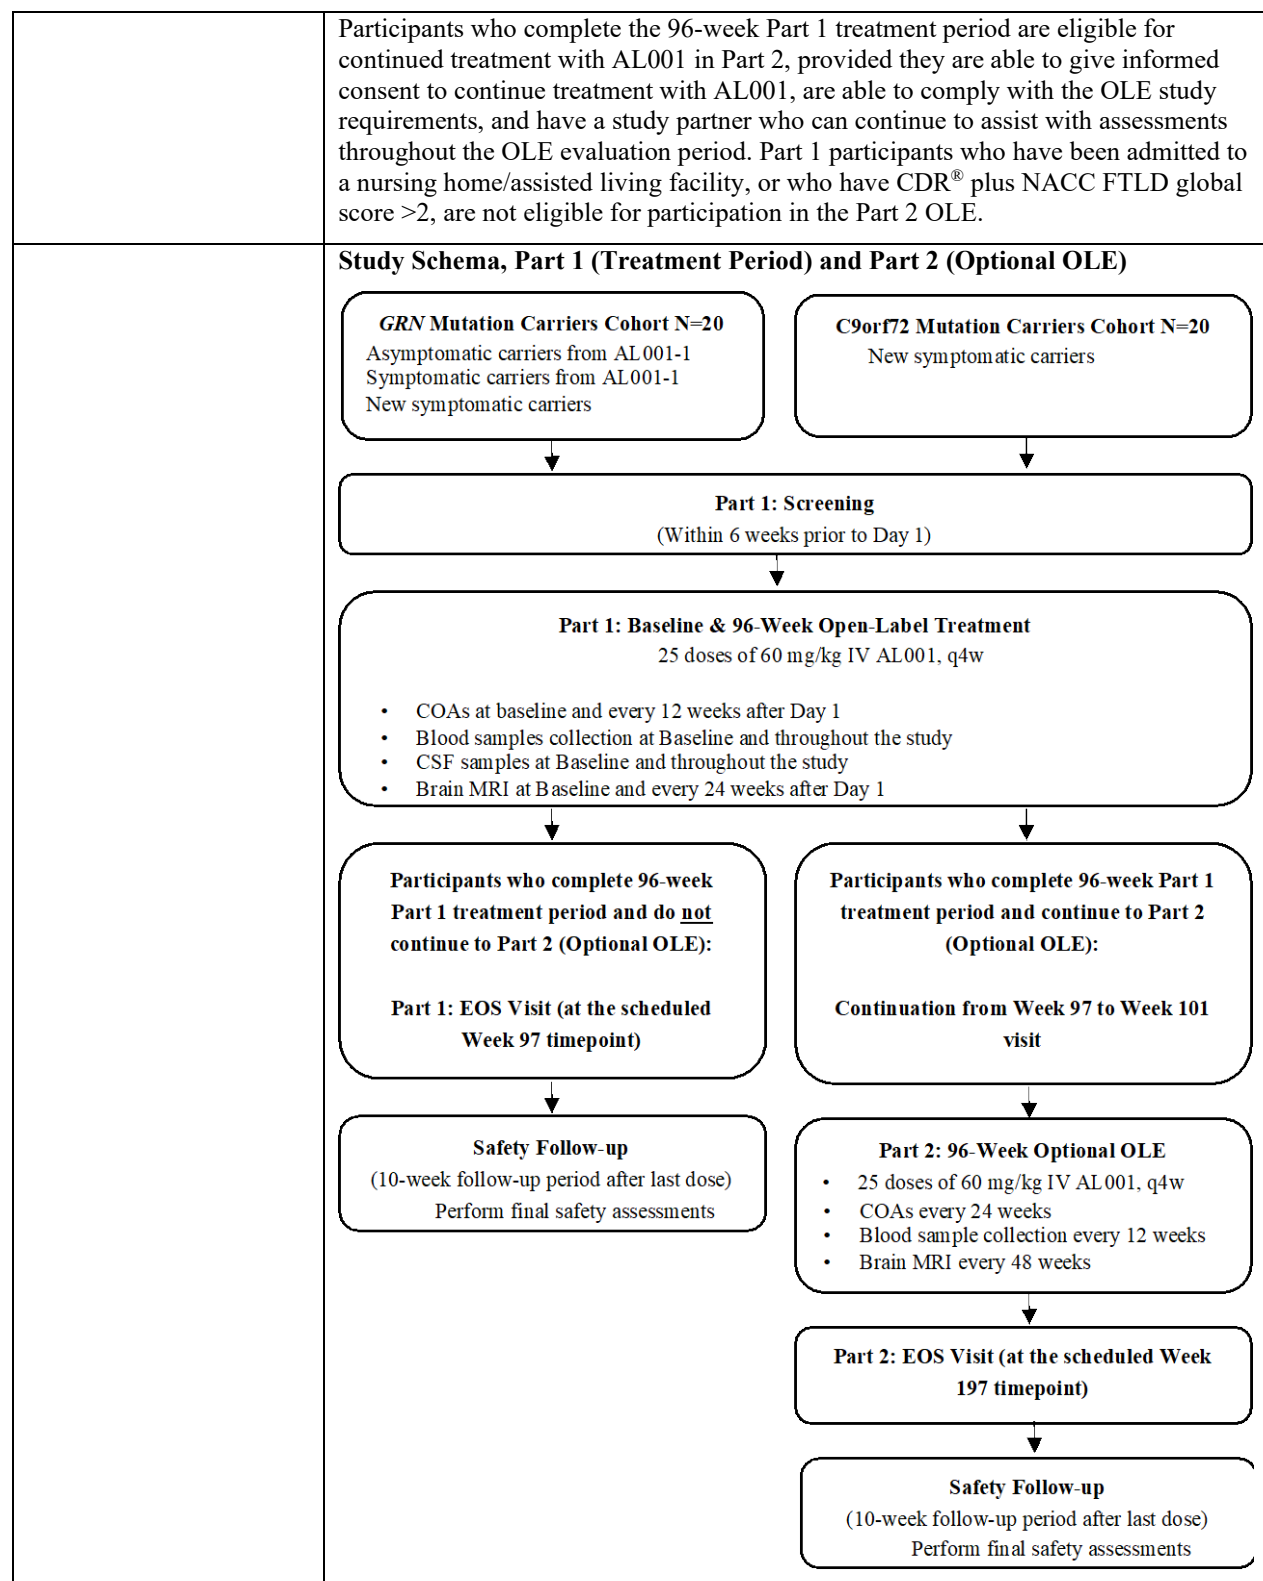 Participants who complete the 96-week Part 1 treatment period are eligible for
continued treatment with AL001 in Part 2, provided they are able to give informed
consent to continue treatment with AL001, are able to comply with the OLE study
requirements, and have a study partner who can continue to assist with assessments
throughout the OLE evaluation period. Part 1 participants who have been admitted to
a nursing home/assisted living facility, or who have CDR® plus NACC FTLD global
score >2, are not eligible for participation in the Part 2 OLE.
Study Schema, Part 1 (Treatment Period) and Part 2 (Optional OLE)
GRN Mutation Carriers Cohort N=20
Asymptomatic carriers from AL001-1
Symptomatic carriers from AL001-1
New symptomatic carriers
C9orf72 Mutation Carriers Cohort N=20
New symptomatic carriers
Part 1: Screening
(Within 6 weeks prior to Day 1)
Part 1: Baseline & 96-Week Open-Label Treatment
25 doses of 60 mg/kg IV AL001, q4w
• COAs at baseline and every 12 weeks after Day 1
• Blood samples collection at Baseline and throughout the study
• CSF samples at Baseline and throughout the study
• Brain MRI at Baseline and every 24 weeks after Day 1
Participants who complete 96-week
Part 1 treatment period and do not
continue to Part 2 (Optional OLE):
Part 1: EOS Visit (at the scheduled
Week 97 timepoint)
Participants who complete 96-week Part 1
treatment period and continue to Part 2
(Optional OLE):
Continuation from Week 97 to Week 101
visit
Safety Follow-up
(10-week follow-up period after last dose)
Perform final safety assessments
Part 2: 96-Week Optional OLE
• 25 doses of 60 mg/kg IV AL001, q4w
• COAs every 24 weeks
• Blood sample collection every 12 weeks
• Brain MRI every 48 weeks
Part 2: EOS Visit (at the scheduled Week
197 timepoint)
Safety Follow-up
(10-week follow-up period after last dose)
Perform final safety assessments